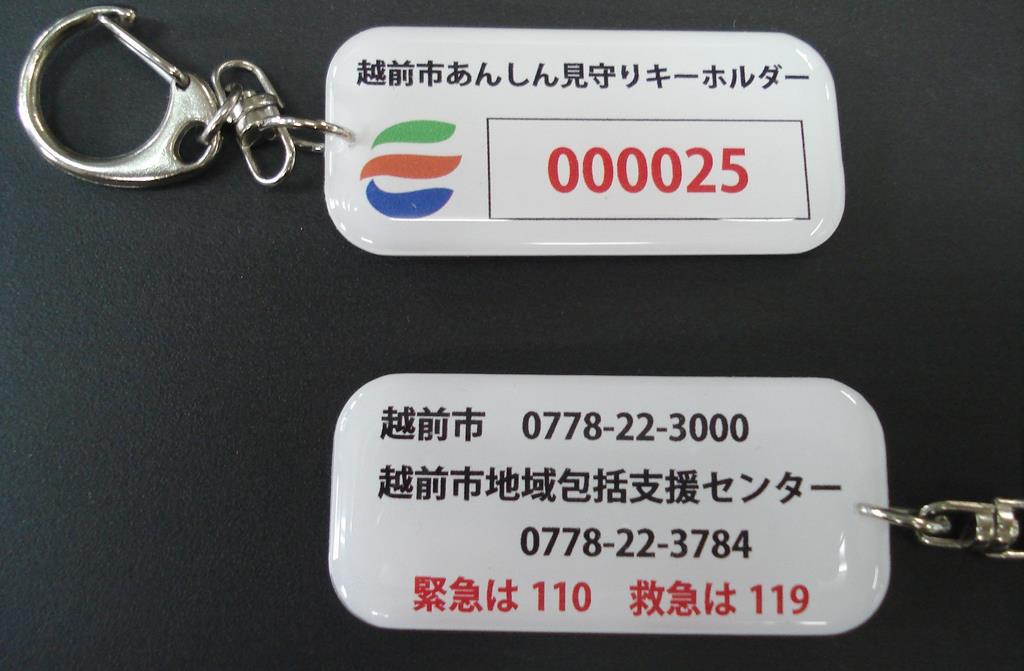 越前市あんしん見守りキーホルダー
000025
越前市　0778-22-3000
越前市地域包括支援センター
0778-22-3784
緊急は 110　救急は 119